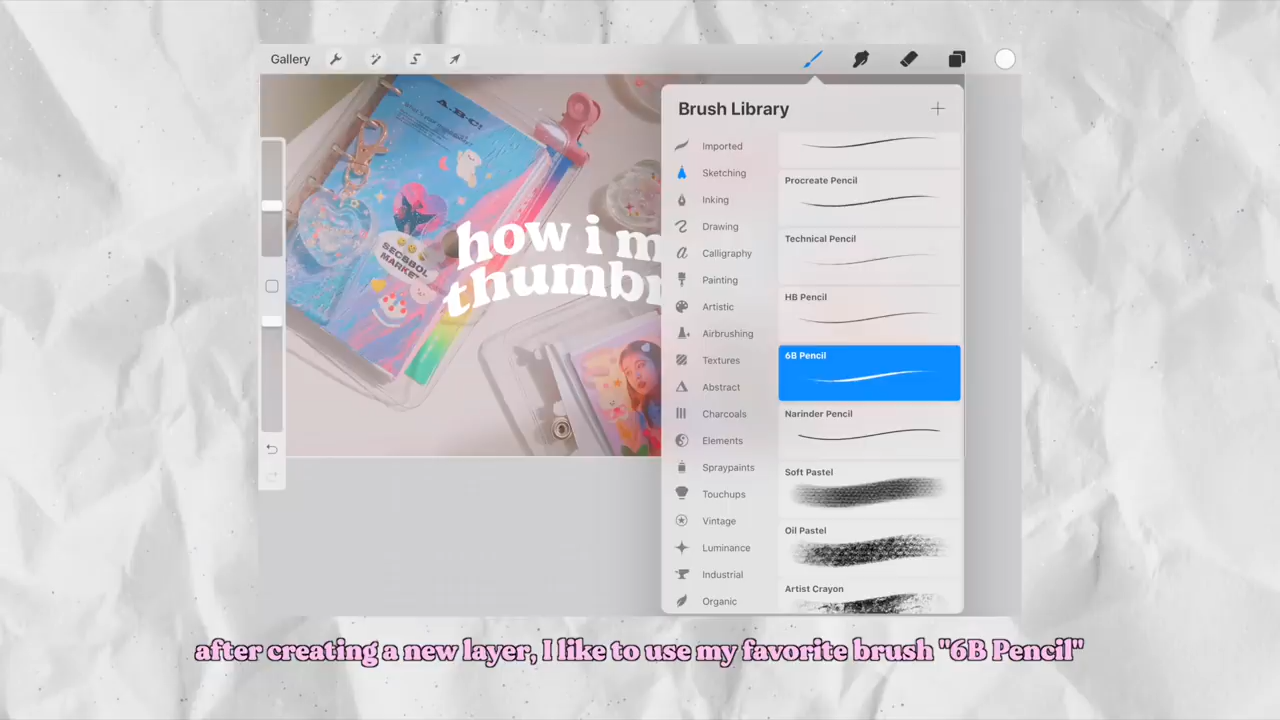 Gallery
Brush Library
Imported
Sketching
Inking
Drawing
Calligraphy
Painting
Artistic
Airbrushing
Textures
Abstract
Charcoals
Elements
Spraypaints
Touchups
Vintage
Luminance
Industrial
Organic
Procreate Pencil
Technical Pencil
HB Pencil
6B Pencil
Narinder Pencil
Soft Pastel
Oil Pastel
Artist Crayon
A.B.C!
how i m
thumb
after creating a new layer, I like to use my favorite brush "6B Pencil"